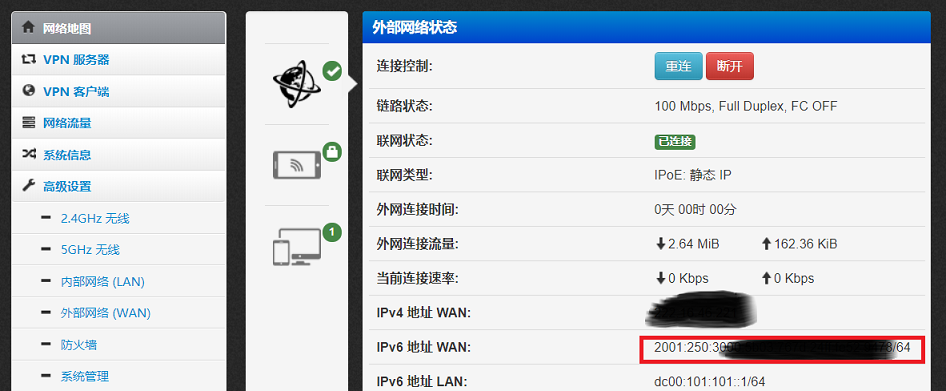 网络地图
VPN 服务器
VPN 客户端
网络流量
系统信息
高级设置
2.4GHz 无线
5GHz 无线
内部网络 (LAN)
外部网络 (WAN)
防火墙
系统管理
1
外部网络状态
连接控制: 重连 断开
链路状态: 100 Mbps, Full Duplex, FC OFF
联网状态: 已连接
联网类型: IPoE: 静态 IP
外网连接时间: 0天 00时 00分
外网连接流量: 2.64 MiB 162.36 KiB
当前连接速率: 0 Kbps 0 Kbps
IPv4 地址 WAN:
IPv6 地址 WAN: 2001:250: /64
IPv6 地址 LAN: dc00:101:101::1/64